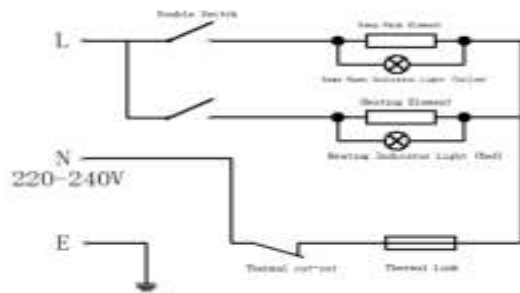 Double Switch
L
Keep Warm Element
Keep Warm Indicator Light (Yellow)
Heating Element
Heating Indicator Light (Red)
N
220-240V
E
Thermal cut-out
Thermal Link